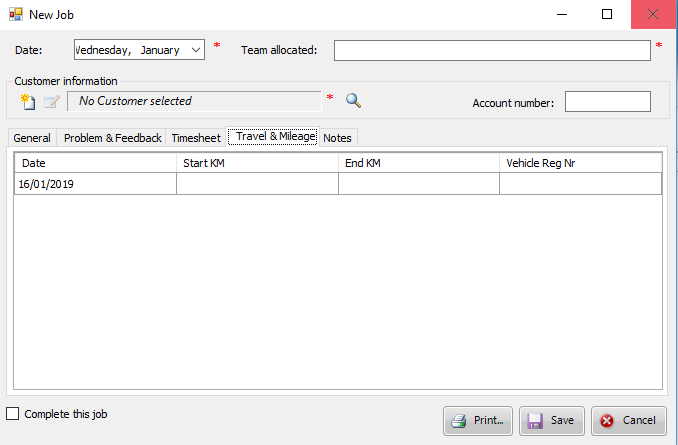 New Job
Date: Wednesday, January * Team allocated: *
Customer information
No Customer selected * Account number:
General Problem & Feedback Timesheet Travel & Mileage Notes
Date Start KM End KM Vehicle Reg Nr
16/01/2019
Complete this job Print... Save Cancel